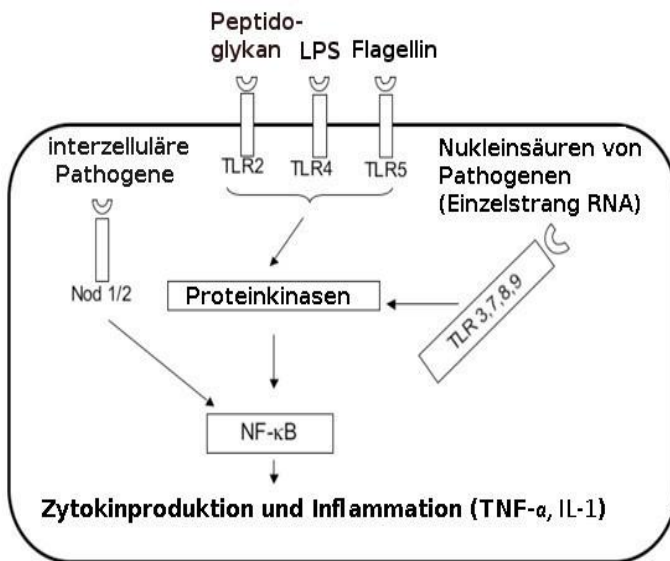 Peptido-
glykan LPS Flagellin
interzelluläre
Pathogene
TLR2 TLR4 TLR5
Nukleinsäuren von
Pathogenen
(Einzelstrang RNA)
Nod 1/2
Proteinkinasen
TLR 3,7,8,9
NF-κB
Zytokinproduktion und Inflammation (TNF-α, IL-1)